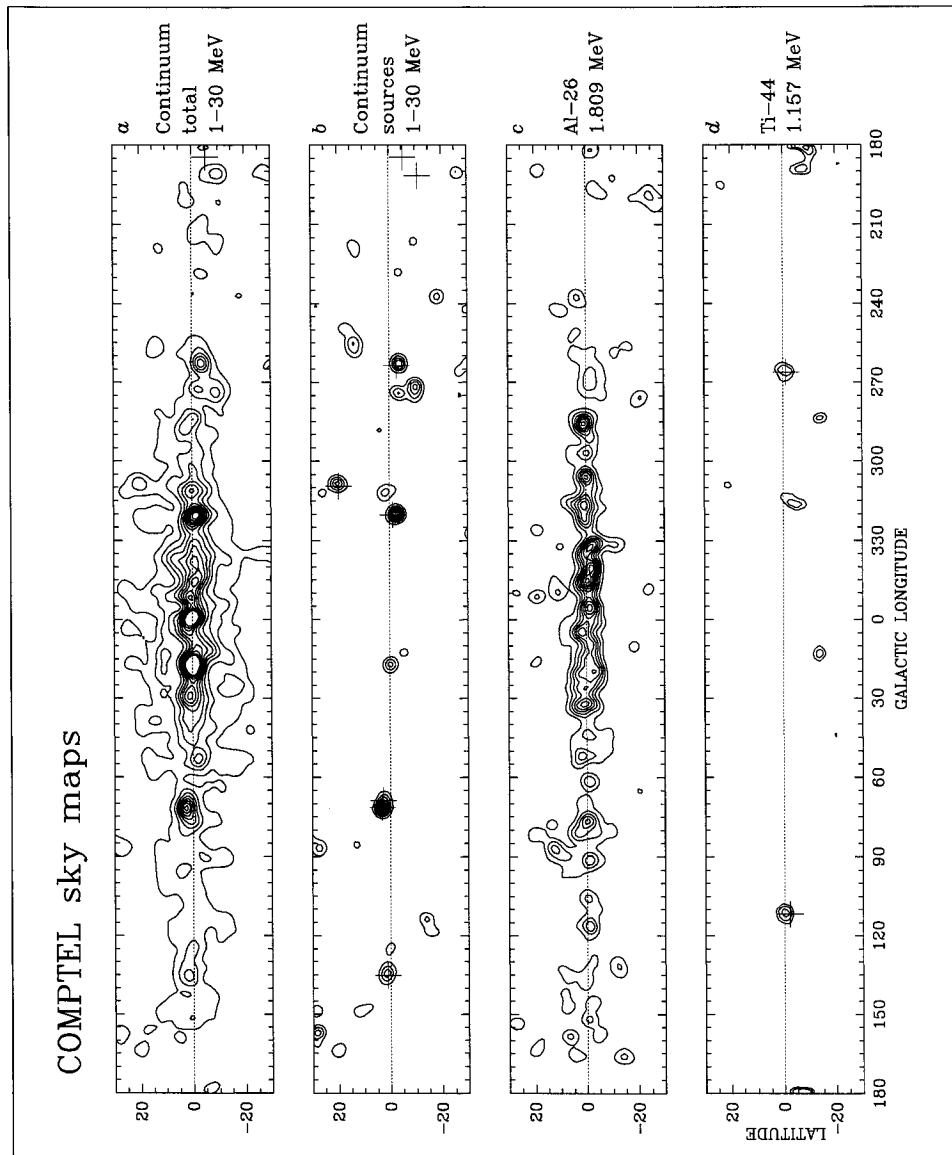 COMPTEL sky maps
a
Continuum
total
1-30 MeV
20
0
-20
b
Continuum
sources
1-30 MeV
20
0
-20
c
Al-26
1.809 MeV
20
0
-20
d
Ti-44
1.157 MeV
20
0
-20
LATITUDE
180 150 120 90 60 30 0 330 300 270 240 210 180
GALACTIC LONGITUDE